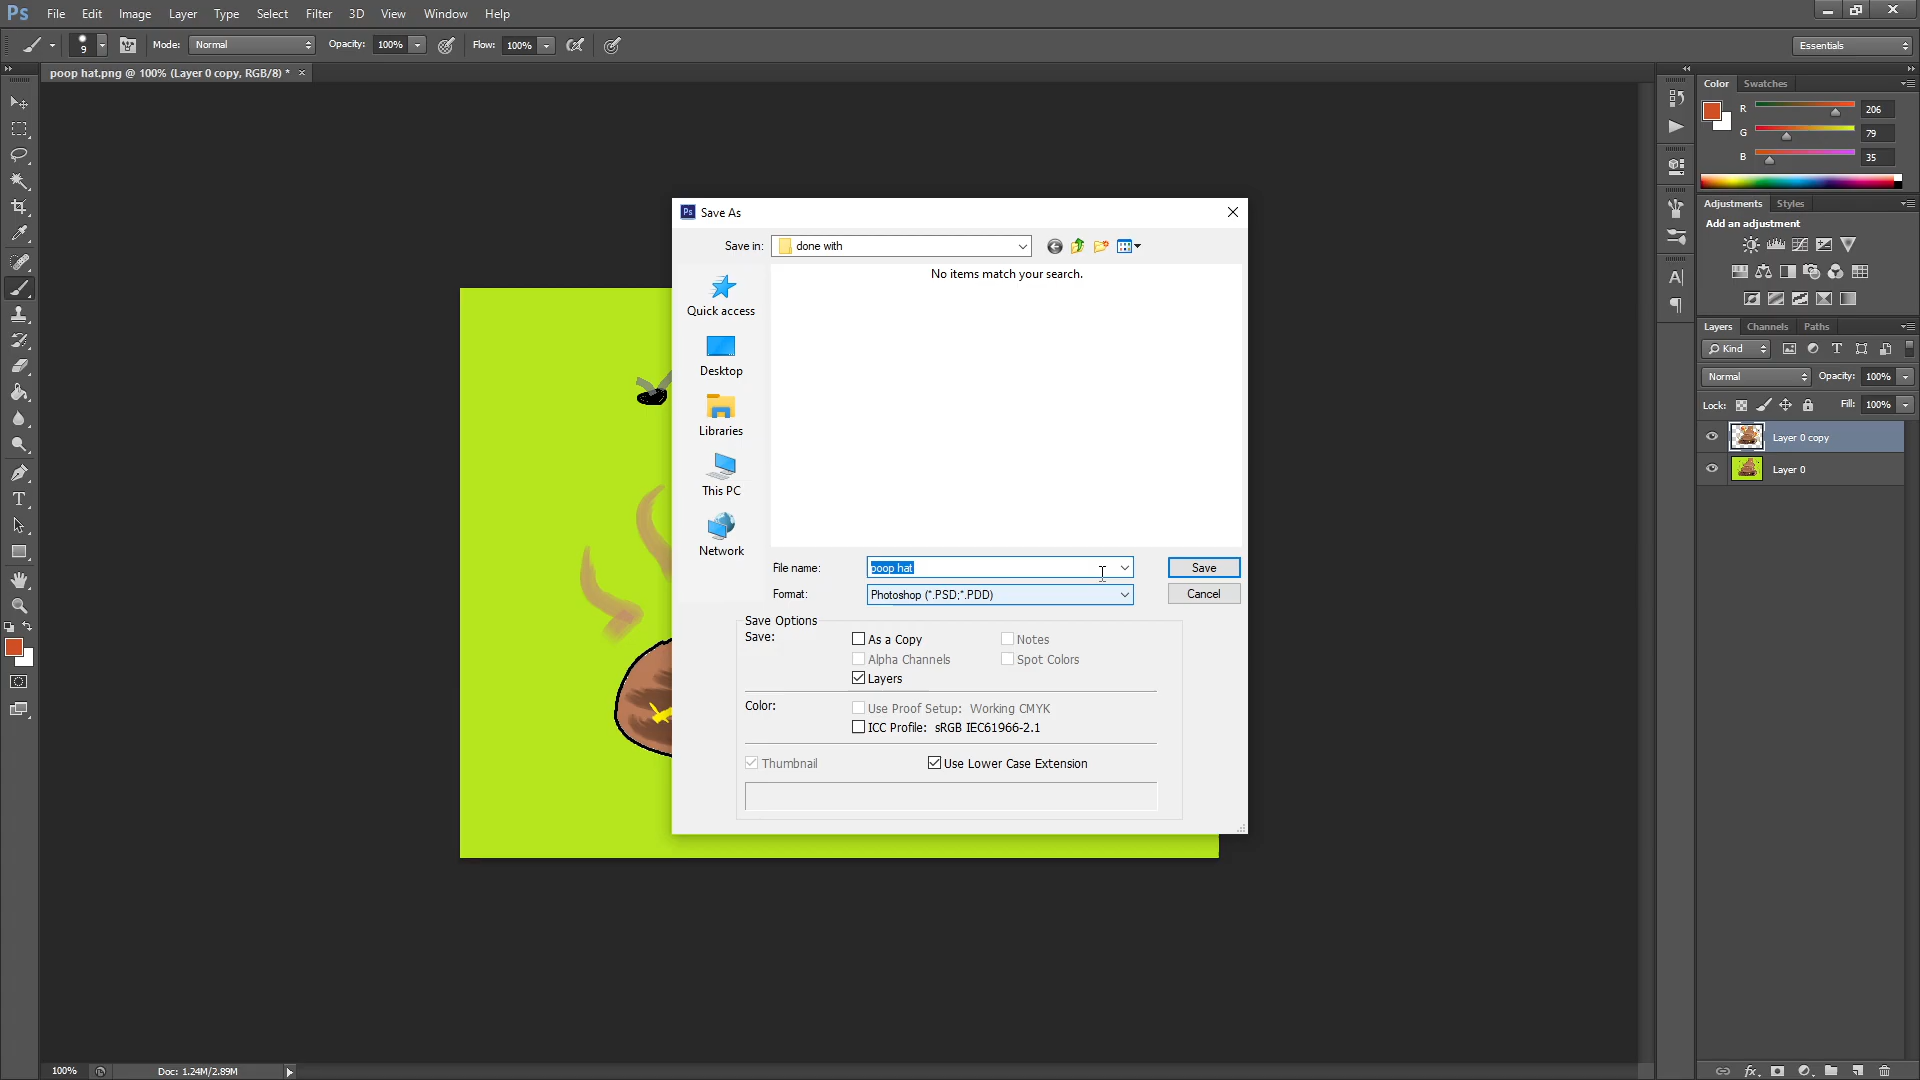 Ps File Edit Image Layer Type Select Filter 3D View Window Help
9 Mode: Normal Opacity: 100% Flow: 100% Essentials
poop hat.png @ 100% (Layer 0 copy, RGB/8) * ×
Color Swatches
R 206
G 79
B 35
Adjustments Styles
Add an adjustment
Layers Channels Paths
Kind
Normal Opacity: 100%
Lock: Fill: 100%
Layer 0 copy
Layer 0
Ps Save As
Save in: done with
No items match your search.
Quick access
Desktop
Libraries
This PC
Network
File name: poop hat Save
Format: Photoshop (*.PSD;*.PDD) Cancel
Save Options
Save: As a Copy Notes
Alpha Channels Spot Colors
Layers
Color: Use Proof Setup: Working CMYK
ICC Profile: sRGB IEC61966-2.1
Thumbnail Use Lower Case Extension
100% Doc: 1.24M/2.89M